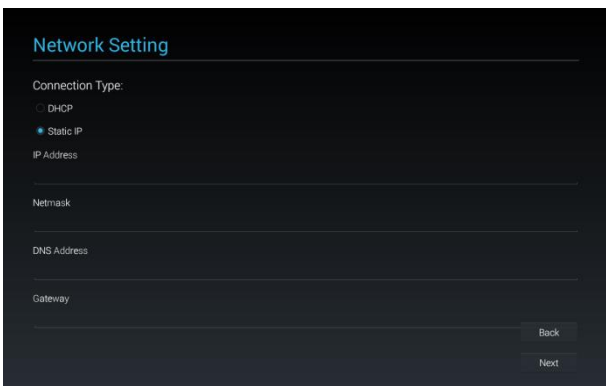 Network Setting
Connection Type:
DHCP
Static IP
IP Address
Netmask
DNS Address
Gateway
Back
Next